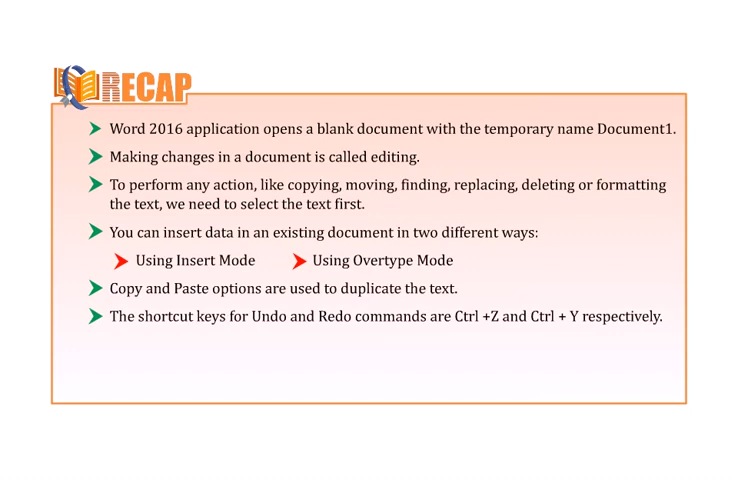 RECAP
Word 2016 application opens a blank document with the temporary name Document1.
Making changes in a document is called editing.
To perform any action, like copying, moving, finding, replacing, deleting or formatting
the text, we need to select the text first.
You can insert data in an existing document in two different ways:
Using Insert Mode Using Overtype Mode
Copy and Paste options are used to duplicate the text.
The shortcut keys for Undo and Redo commands are Ctrl +Z and Ctrl + Y respectively.